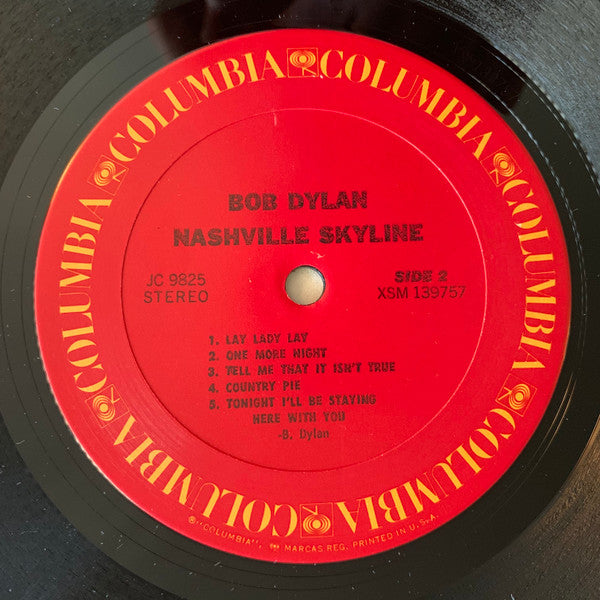 COLUMBIA COLUMBIA COLUMBIA COLUMBIA COLUMBIA COLUMBIA
BOB DYLAN
NASHVILLE SKYLINE
JC 9825
STEREO
SIDE 2
XSM 139757
1. LAY LADY LAY
2. ONE MORE NIGHT
3. TELL ME THAT IT ISN'T TRUE
4. COUNTRY PIE
5. TONIGHT I'LL BE STAYING
HERE WITH YOU
-B. Dylan
"COLUMBIA", MARCAS REG. PRINTED IN U.S.A.